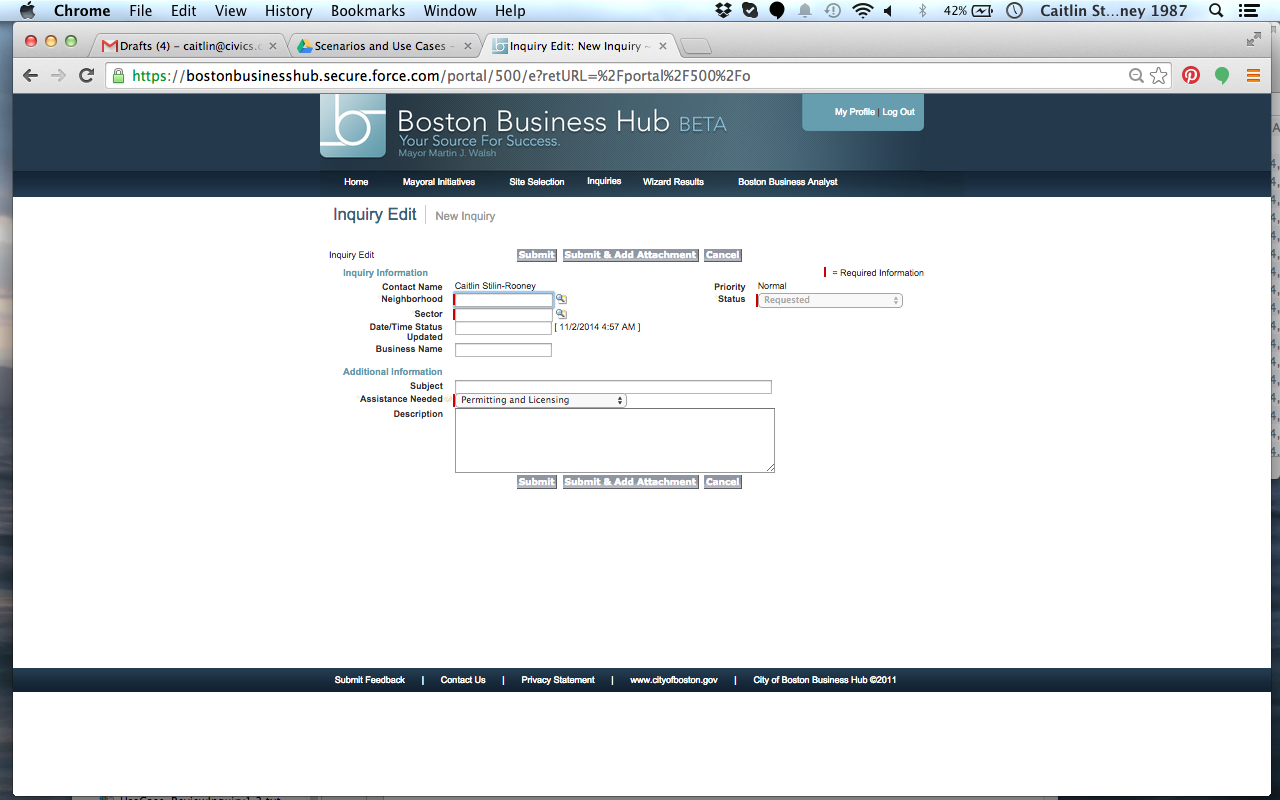 Chrome File Edit View History Bookmarks Window Help 42% Caitlin St...ney 1987
Drafts (4) – caitlin@civics. Scenarios and Use Cases Inquiry Edit: New Inquiry ~
https://bostonbusinesshub.secure.force.com/portal/500/e?retURL=%2Fportal%2F500%2Fo
Boston Business Hub BETA
Your Source For Success.
Mayor Martin J. Walsh
My Profile | Log Out
Home Mayoral Initiatives Site Selection Inquiries Wizard Results Boston Business Analyst
Inquiry Edit New Inquiry
Inquiry Edit Submit Submit & Add Attachment Cancel
Inquiry Information = Required Information
Contact Name Caitlin Stilin-Rooney Priority Normal
Neighborhood Status Requested
Sector
Date/Time Status Updated [ 11/2/2014 4:57 AM ]
Business Name
Additional Information
Subject
Assistance Needed Permitting and Licensing
Description
Submit Submit & Add Attachment Cancel
Submit Feedback | Contact Us | Privacy Statement | www.cityofboston.gov | City of Boston Business Hub ©2011